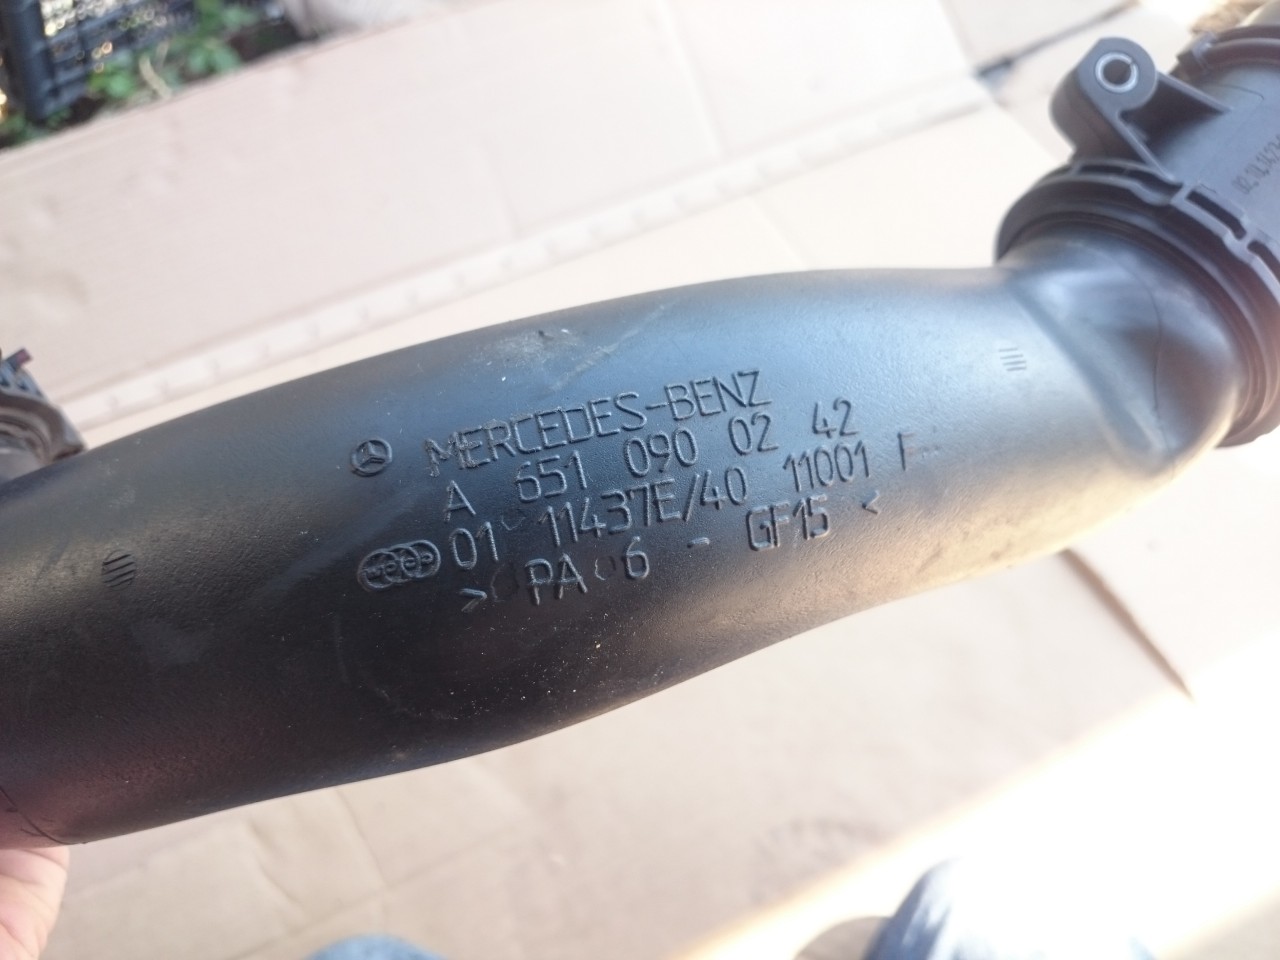 MERCEDES-BENZ
A 651 090 02 42
01 11437E/40 11001 F
>PA 6 - GF15 <